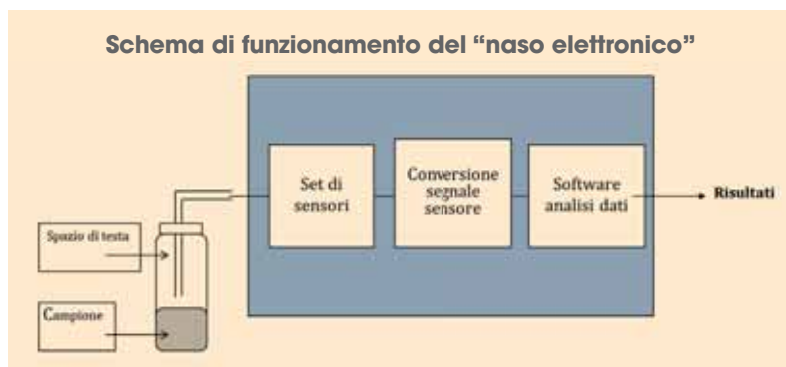 Schema di funzionamento del “naso elettronico”
Set di
sensori
Conversione
segnale
sensore
Software
analisi dati
Risultati
Spazio di testa
Campione